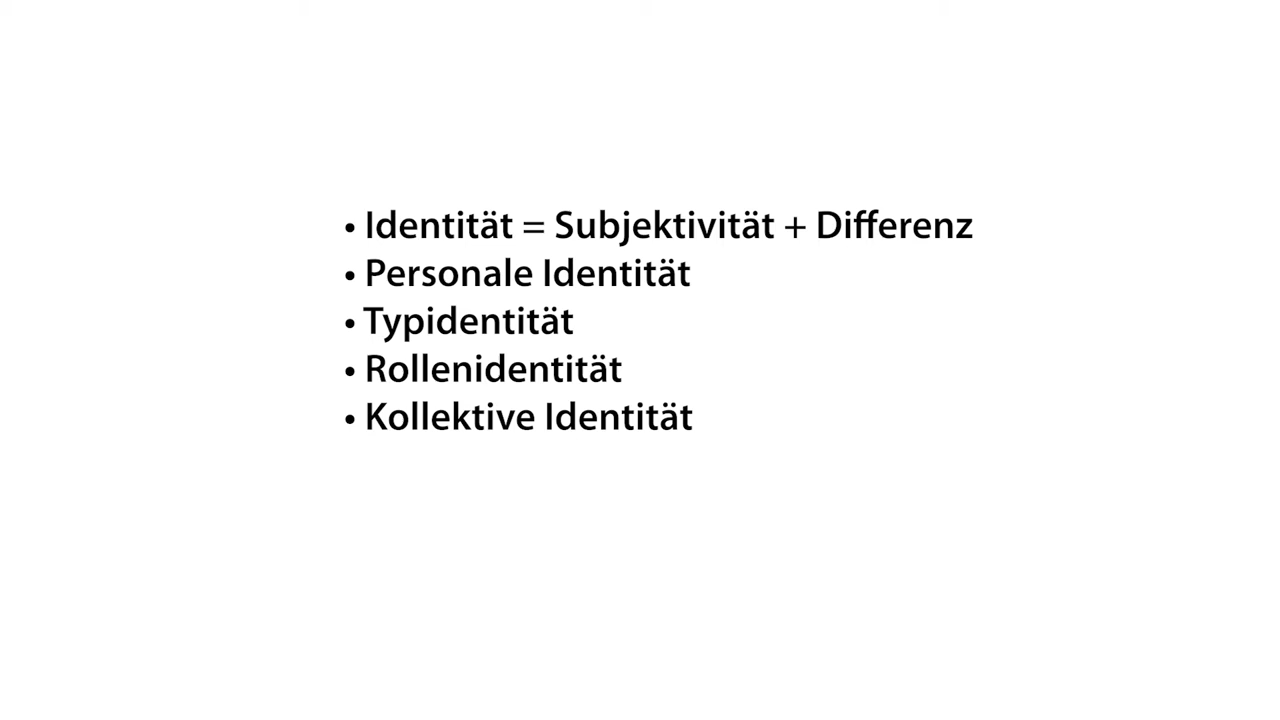 • Identität = Subjektivität + Differenz
• Personale Identität
• Typidentität
• Rollenidentität
• Kollektive Identität